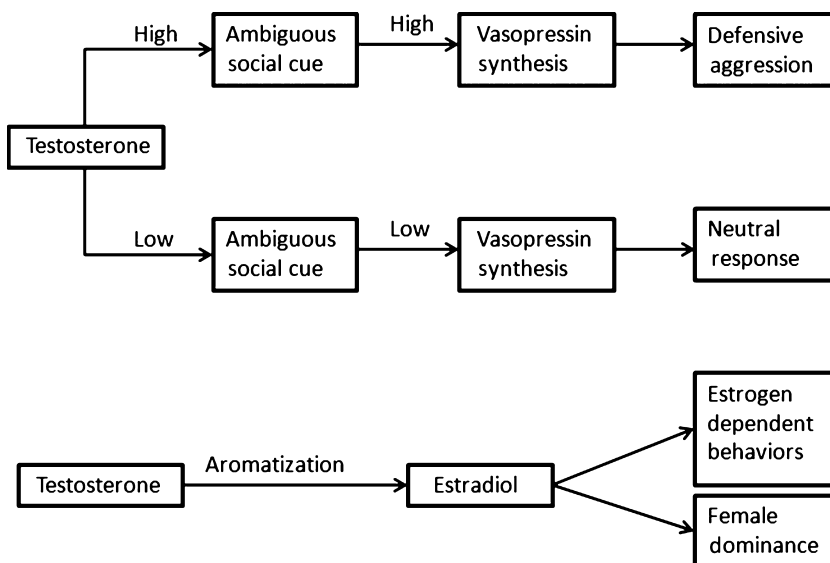 High
Ambiguous
social cue
High
Vasopressin
synthesis
Defensive
aggression
Testosterone
Low
Ambiguous
social cue
Low
Vasopressin
synthesis
Neutral
response
Testosterone
Aromatization
Estradiol
Estrogen
dependent
behaviors
Female
dominance